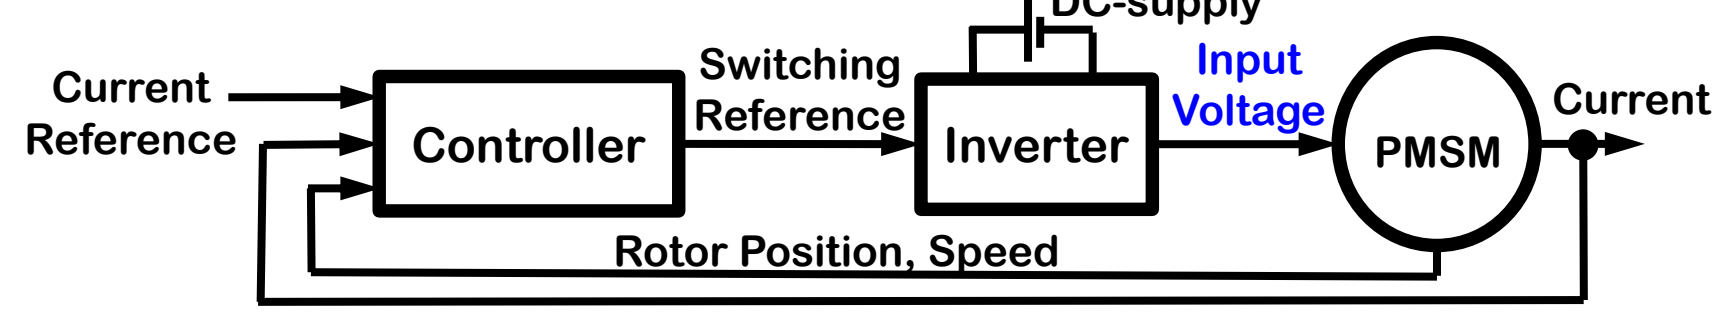 DC-supply
Current
Reference
Controller
Switching
Reference
Inverter
Input
Voltage
PMSM
Current
Rotor Position, Speed